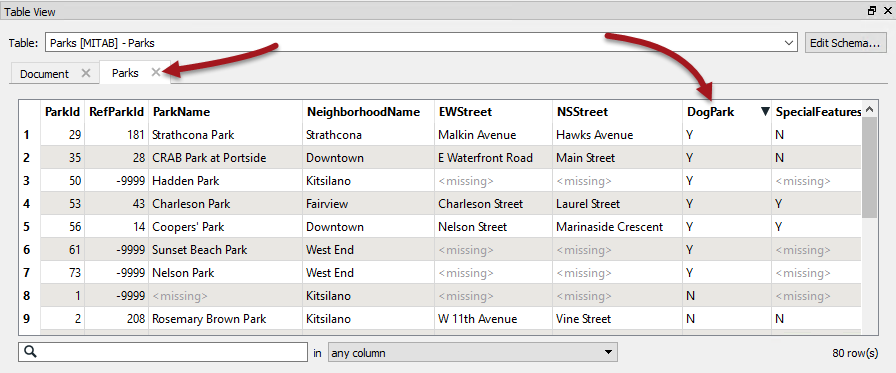 Table View
Table: Parks [MITAB] - Parks Edit Schema...
Document Parks
ParkId RefParkId ParkName NeighborhoodName EWStreet NSStreet DogPark SpecialFeatures
1 29 181 Strathcona Park Strathcona Malkin Avenue Hawks Avenue Y N
2 35 28 CRAB Park at Portside Downtown E Waterfront Road Main Street Y N
3 50 -9999 Hadden Park Kitsilano <missing> <missing> Y <missing>
4 53 43 Charleson Park Fairview Charleson Street Laurel Street Y Y
5 56 14 Coopers' Park Downtown Nelson Street Marinaside Crescent Y Y
6 61 -9999 Sunset Beach Park West End <missing> <missing> Y <missing>
7 73 -9999 Nelson Park West End <missing> <missing> Y <missing>
8 1 -9999 <missing> Kitsilano <missing> <missing> N <missing>
9 2 208 Rosemary Brown Park Kitsilano W 11th Avenue Vine Street N N
in any column 80 row(s)